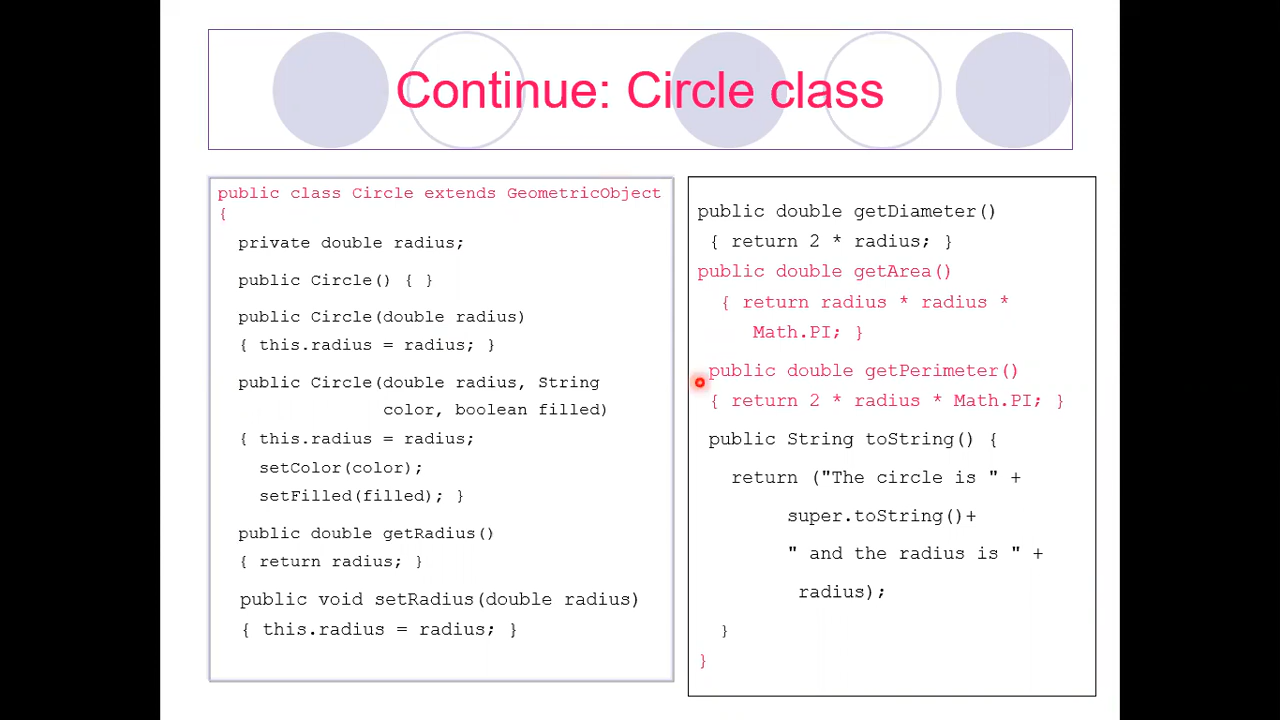 Continue: Circle class
public class Circle extends GeometricObject
{
private double radius;
public Circle() { }
public Circle(double radius)
{ this.radius = radius; }
public Circle(double radius, String
color, boolean filled)
{ this.radius = radius;
setColor(color);
setFilled(filled); }
public double getRadius()
{ return radius; }
public void setRadius(double radius)
{ this.radius = radius; }
public double getDiameter()
{ return 2 * radius; }
public double getArea()
{ return radius * radius *
Math.PI; }
public double getPerimeter()
{ return 2 * radius * Math.PI; }
public String toString() {
return ("The circle is " +
super.toString()+
" and the radius is " +
radius);
}
}